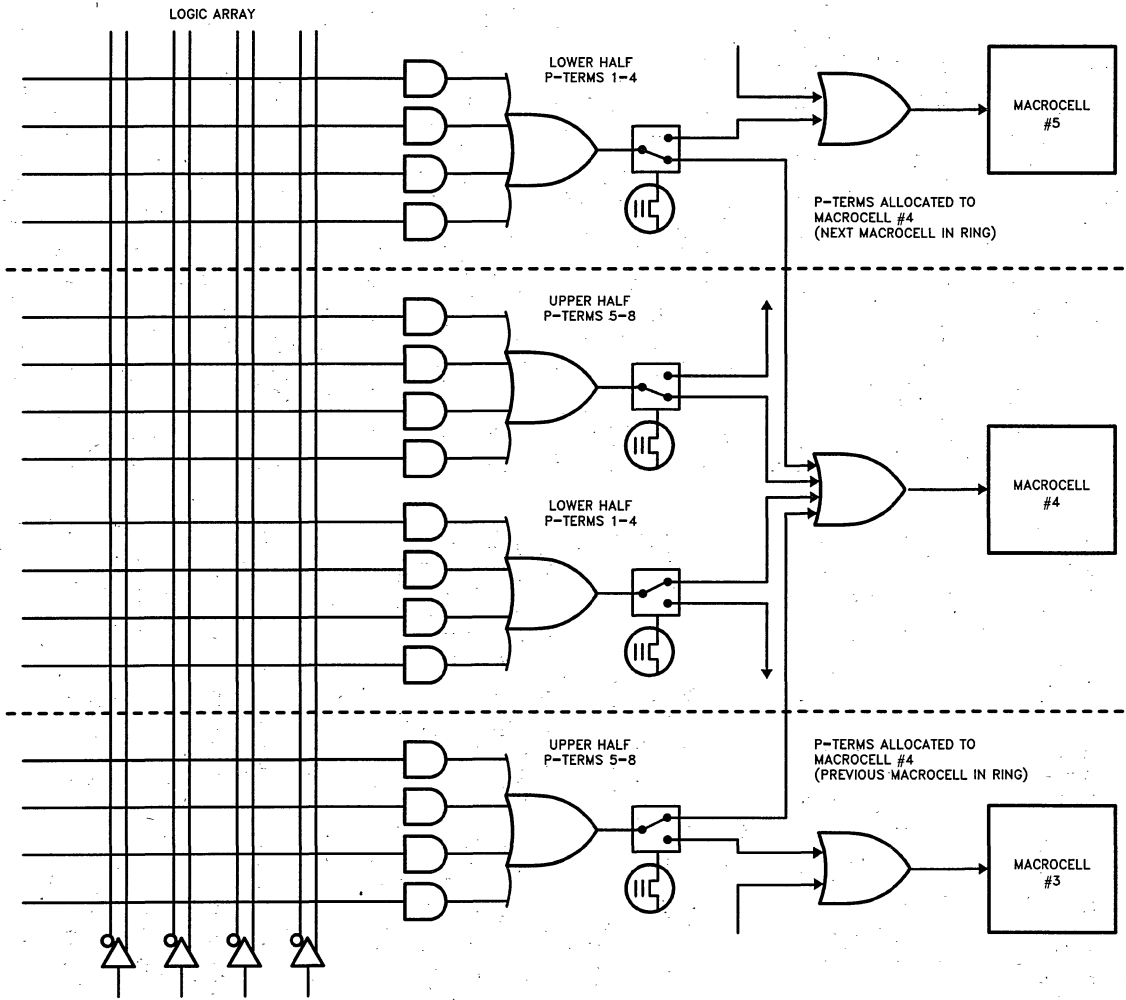 LOGIC ARRAY
LOWER HALF
P-TERMS 1-4
MACROCELL
#5
P-TERMS ALLOCATED TO
MACROCELL #4
(NEXT MACROCELL IN RING)
UPPER HALF
P-TERMS 5-8
MACROCELL
#4
LOWER HALF
P-TERMS 1-4
UPPER HALF
P-TERMS 5-8
P-TERMS ALLOCATED TO
MACROCELL #4
(PREVIOUS MACROCELL IN RING)
MACROCELL
#3